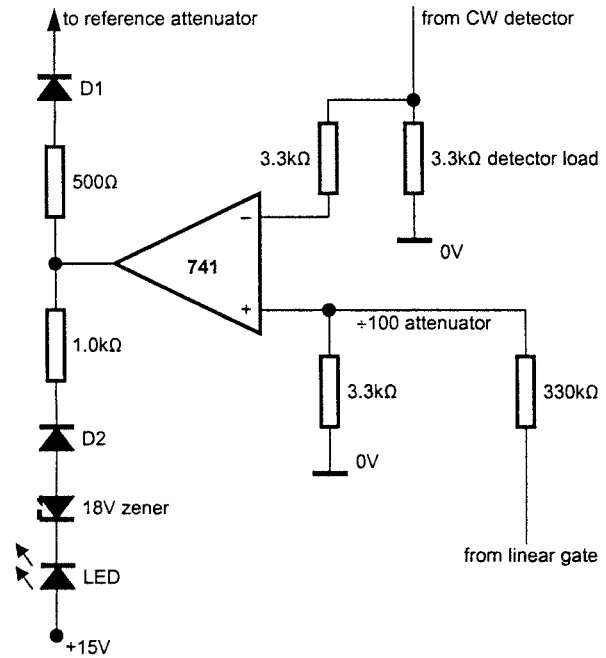 to reference attenuator
from CW detector
D1
3.3kΩ
3.3kΩ detector load
500Ω
−
0V
741
+
÷100 attenuator
1.0kΩ
3.3kΩ
330kΩ
D2
0V
18V zener
from linear gate
LED
+15V